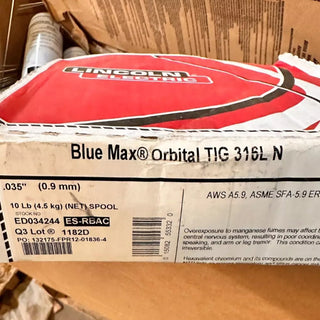 LINCOLN
ELECTRIC
Blue Max® Orbital TIG 316L N
.035" (0.9 mm)
10 Lb (4.5 kg) (NET) SPOOL
STOCK NO
ED034244 ES-RBAC
Q3 Lot® 1182D
PO: 132175-FPR12-01836-4
AWS A5.9, ASME SFA-5.9 ER
Overexposure to manganese fumes may affect
central nervous system, resulting in poor coordination
speaking, and arm or leg tremor. This condition ca
irreversible.
Hexavalent chromium and its compounds are on the